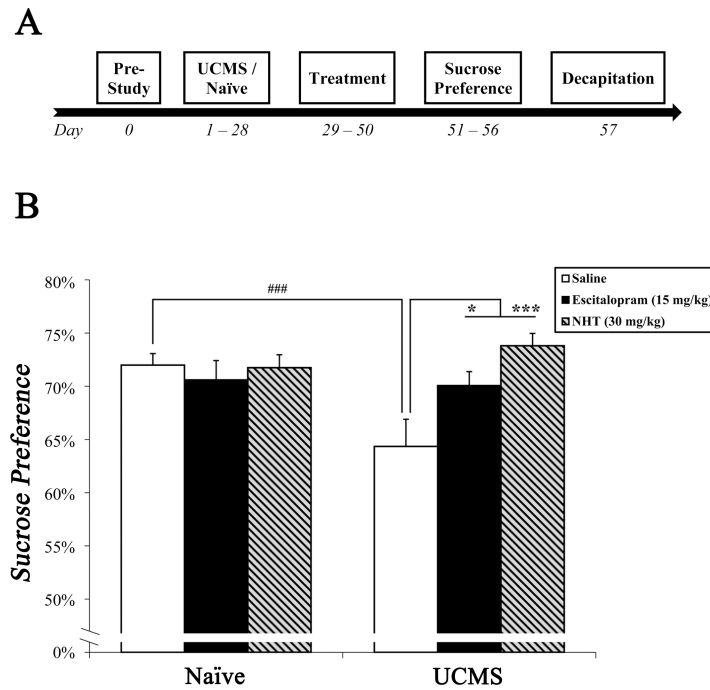 A
Pre-
Study
UCMS /
Naïve
Treatment
Sucrose
Preference
Decapitation
Day 0 1 – 28 29 – 50 51 – 56 57
B
Sucrose Preference
80%
75%
70%
65%
60%
55%
50%
0%
###
* ***
Saline
Escitalopram (15 mg/kg)
NHT (30 mg/kg)
Naïve UCMS